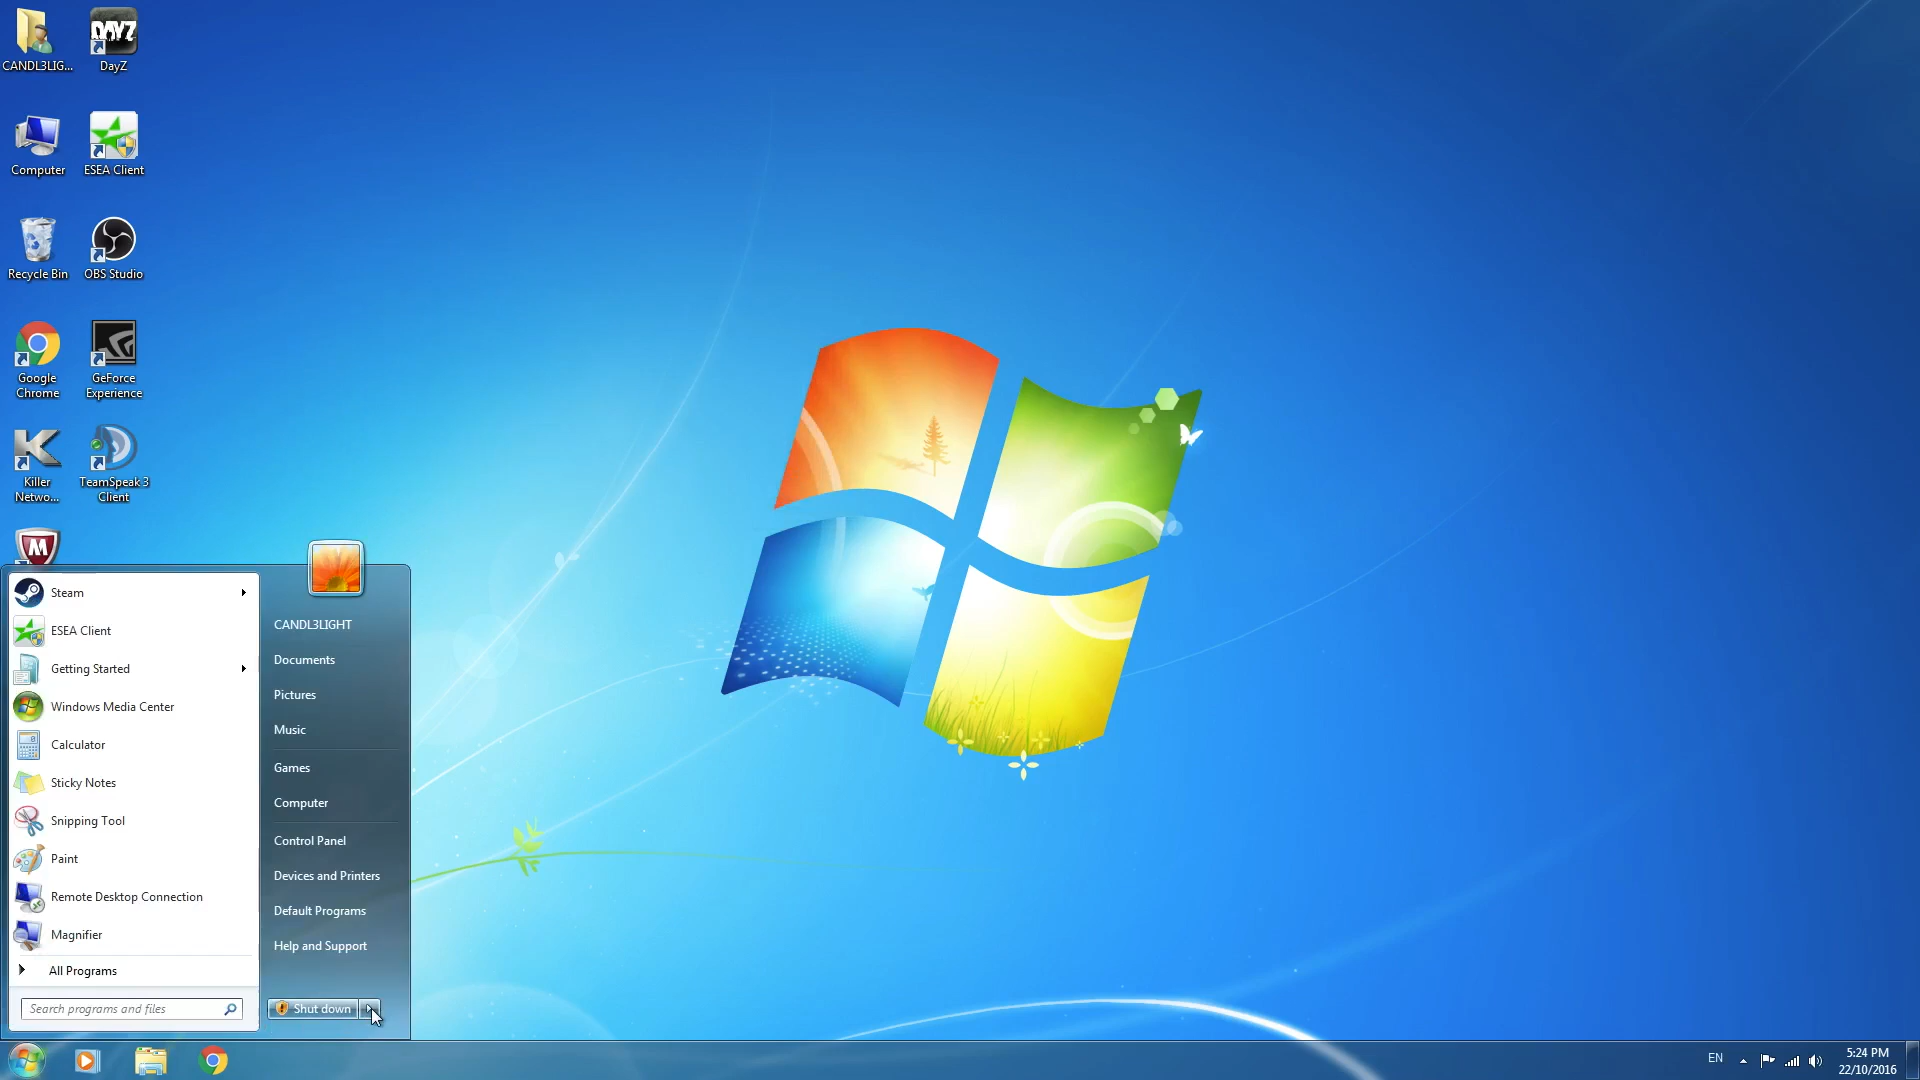 CANDL3LIG...
DayZ
DAYZ
Computer
ESEA Client
Recycle Bin
OBS Studio
Google
Chrome
GeForce
Experience
Killer
Netwo...
TeamSpeak 3
Client
Steam
ESEA Client
Getting Started
Windows Media Center
Calculator
Sticky Notes
Snipping Tool
Paint
Remote Desktop Connection
Magnifier
All Programs
Search programs and files
CANDL3LIGHT
Documents
Pictures
Music
Games
Computer
Control Panel
Devices and Printers
Default Programs
Help and Support
Shut down
EN
5:24 PM
22/10/2016